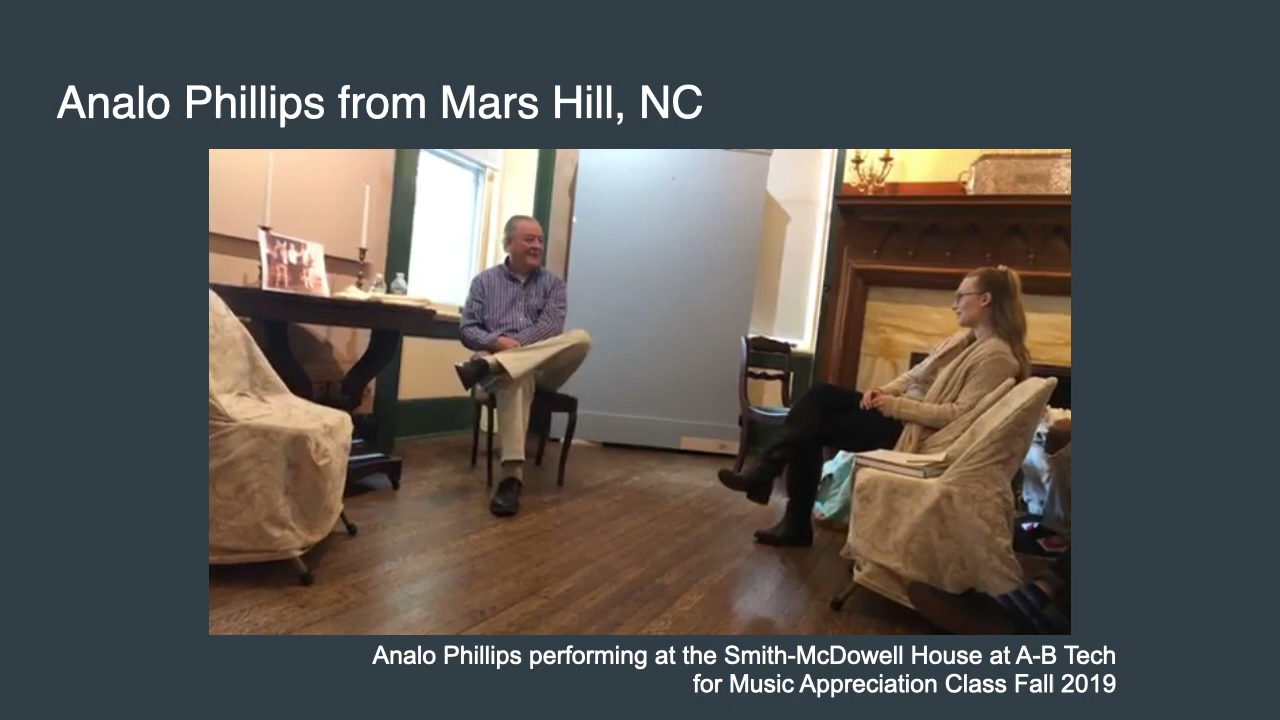 Analo Phillips from Mars Hill, NC
Analo Phillips performing at the Smith-McDowell House at A-B Tech
for Music Appreciation Class Fall 2019